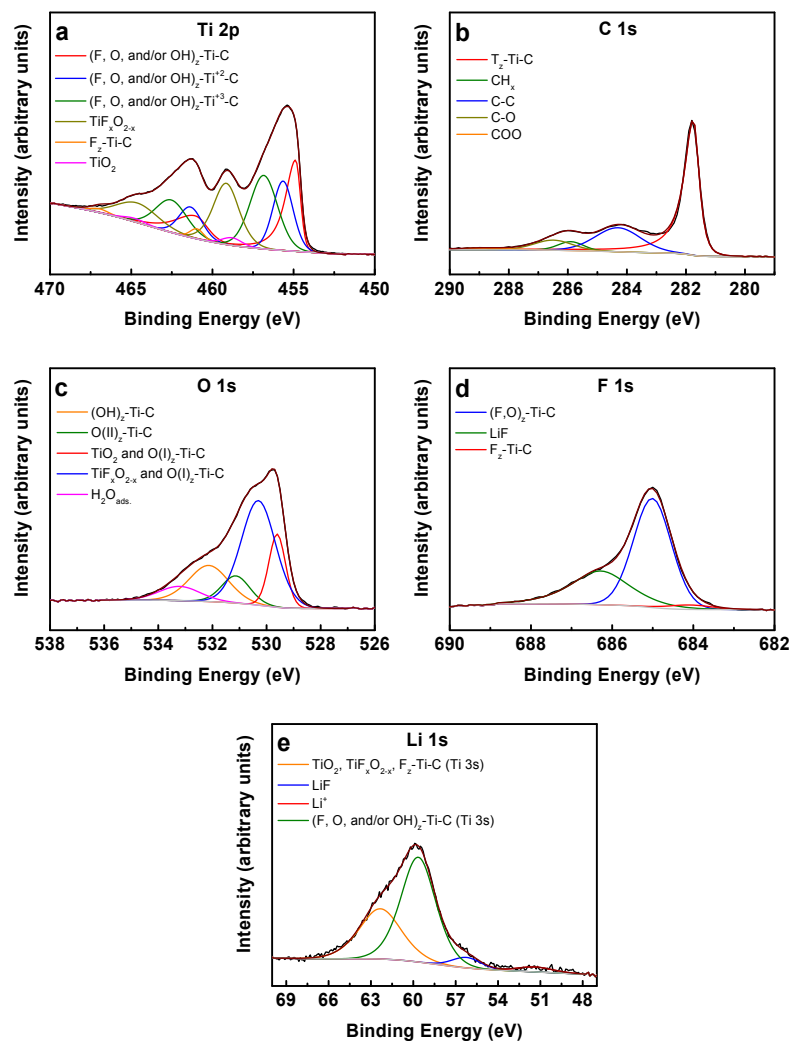 a
Ti 2p
(F, O, and/or OH)z-Ti-C
(F, O, and/or OH)z-Ti+2-C
(F, O, and/or OH)z-Ti+3-C
TiFxO2-x
Fz-Ti-C
TiO2
Intensity (arbitrary units)
470 465 460 455 450
Binding Energy (eV)
b
C 1s
Tz-Ti-C
CHx
C-C
C-O
COO
Intensity (arbitrary units)
290 288 286 284 282 280
Binding Energy (eV)
c
O 1s
(OH)z-Ti-C
O(II)z-Ti-C
TiO2 and O(I)z-Ti-C
TiFxO2-x and O(I)z-Ti-C
H2Oads.
Intensity (arbitrary units)
538 536 534 532 530 528 526
Binding Energy (eV)
d
F 1s
(F,O)z-Ti-C
LiF
Fz-Ti-C
Intensity (arbitrary units)
690 688 686 684 682
Binding Energy (eV)
e
Li 1s
TiO2, TiFxO2-x, Fz-Ti-C (Ti 3s)
LiF
Li+
(F, O, and/or OH)z-Ti-C (Ti 3s)
Intensity (arbitrary units)
69 66 63 60 57 54 51 48
Binding Energy (eV)